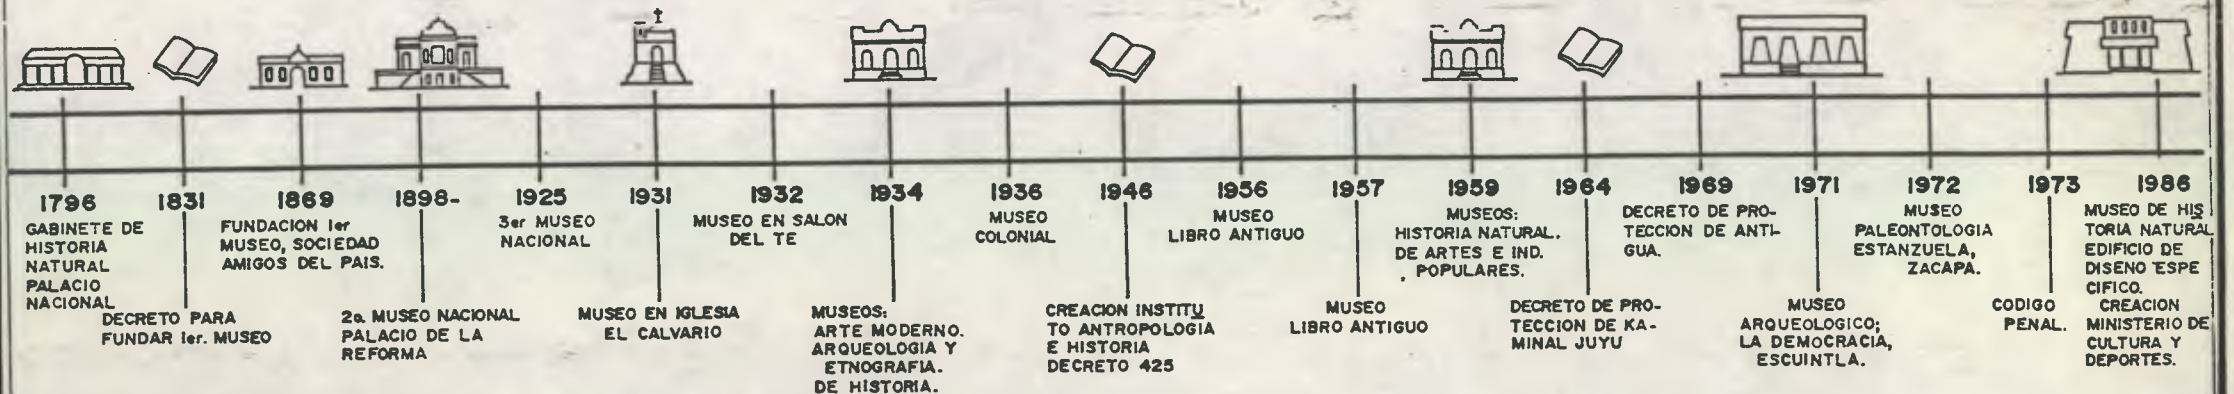 1796
GABINETE DE
HISTORIA
NATURAL
PALACIO
NACIONAL
1831
DECRETO PARA
FUNDAR 1er. MUSEO
1869
FUNDACION 1er
MUSEO, SOCIEDAD
AMIGOS DEL PAIS.
1898-
2o. MUSEO NACIONAL
PALACIO DE LA
REFORMA
1925
3er MUSEO
NACIONAL
1931
MUSEO EN IGLESIA
EL CALVARIO
1932
MUSEO EN SALON
DEL TE
1934
MUSEOS:
ARTE MODERNO.
ARQUEOLOGIA Y
ETNOGRAFIA.
DE HISTORIA.
1936
MUSEO
COLONIAL
1946
CREACION INSTITU
TO ANTROPOLOGIA
E HISTORIA
DECRETO 425
1956
MUSEO
LIBRO ANTIGUO
1957
MUSEO
LIBRO ANTIGUO
1959
MUSEOS:
HISTORIA NATURAL.
DE ARTES E IND.
POPULARES.
1964
DECRETO DE PRO-
TECCION DE KA-
MINAL JUYU
1969
DECRETO DE PRO-
TECCION DE ANTI-
GUA.
1971
MUSEO
ARQUEOLOGICO;
LA DEMOCRACIA,
ESCUINTLA.
1972
MUSEO
PALEONTOLOGIA
ESTANZUELA,
ZACAPA.
1973
CODIGO
PENAL.
1986
MUSEO DE HIS
TORIA NATURAL
EDIFICIO DE
DISENO ESPE
CIFICO.
CREACION
MINISTERIO DE
CULTURA Y
DEPORTES.